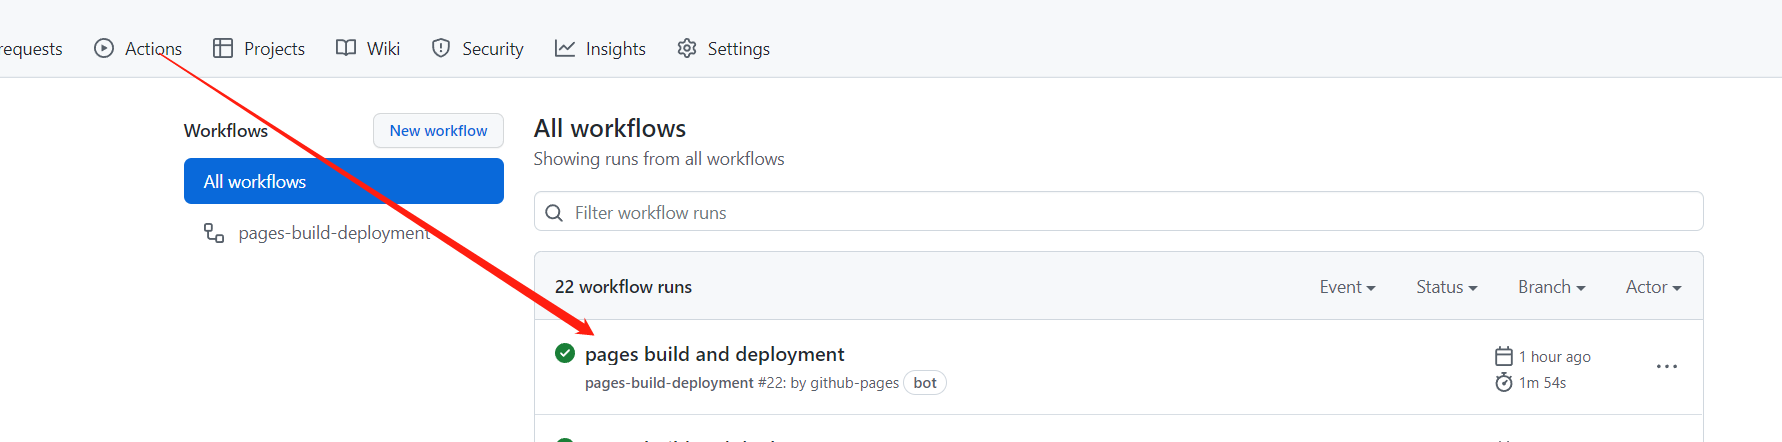 requests Actions Projects Wiki Security Insights Settings
Workflows New workflow
All workflows
pages-build-deployment
All workflows
Showing runs from all workflows
Filter workflow runs
22 workflow runs Event Status Branch Actor
pages build and deployment
1 hour ago
pages-build-deployment #22: by github-pages bot
1m 54s